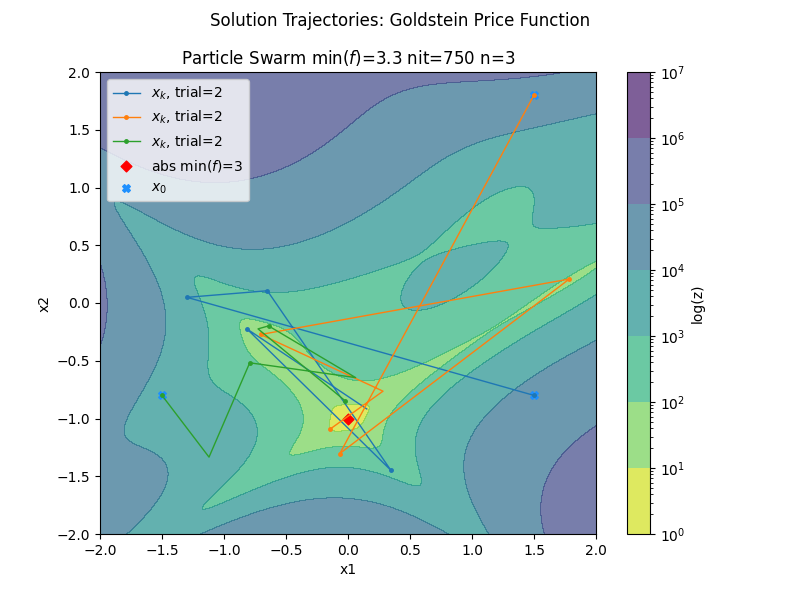 Solution Trajectories: Goldstein Price Function
Particle Swarm min(f)=3.3 nit=750 n=3
x_k, trial=2
x_k, trial=2
x_k, trial=2
abs min(f)=3
x_0
2.0
1.5
1.0
0.5
0.0
−0.5
−1.0
−1.5
−2.0
x2
−2.0 −1.5 −1.0 −0.5 0.0 0.5 1.0 1.5 2.0
x1
10^7
10^6
10^5
10^4
10^3
10^2
10^1
10^0
log(z)